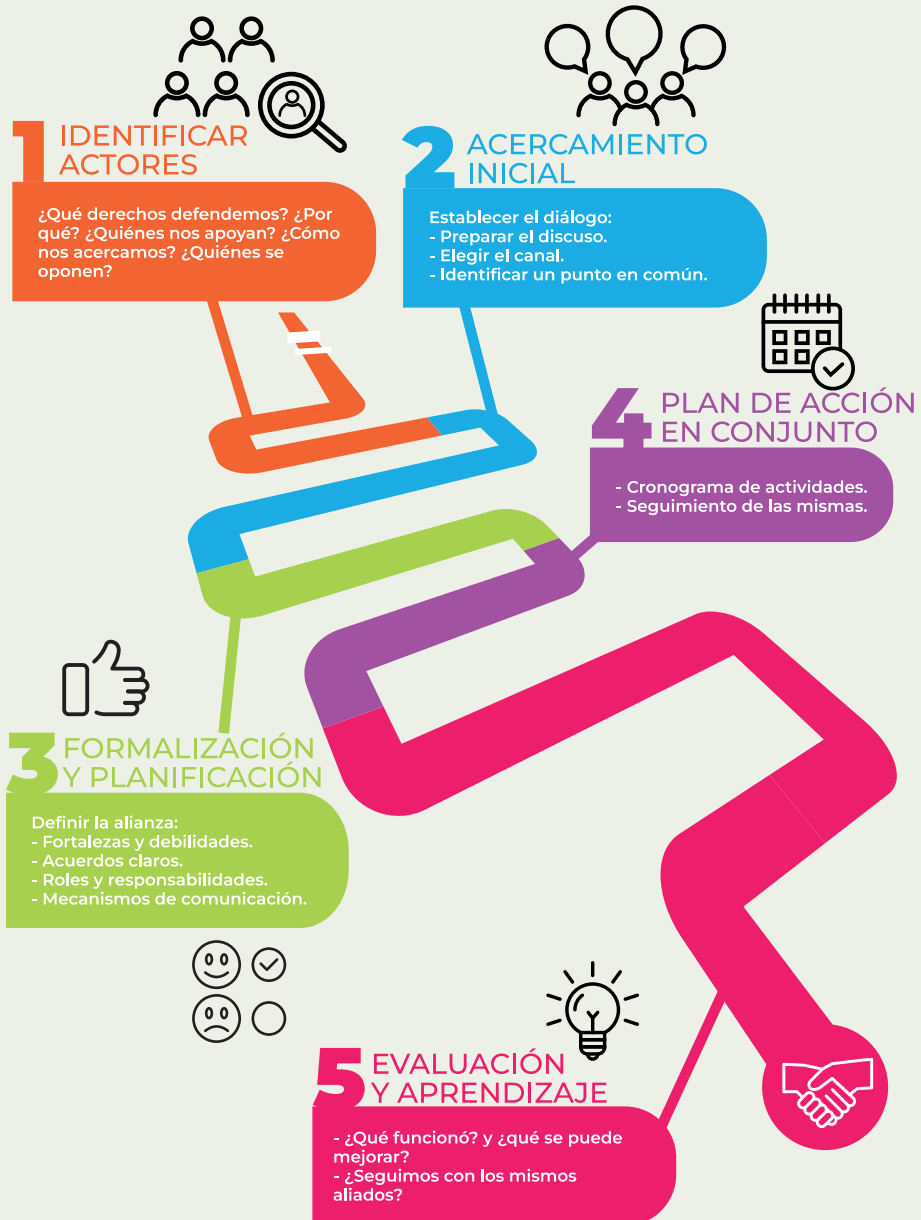 1 IDENTIFICAR
ACTORES
¿Qué derechos defendemos? ¿Por
qué? ¿Quiénes nos apoyan? ¿Cómo
nos acercamos? ¿Quiénes se
oponen?
2 ACERCAMIENTO
INICIAL
Establecer el diálogo:
- Preparar el discuso.
- Elegir el canal.
- Identificar un punto en común.
3 FORMALIZACIÓN
Y PLANIFICACIÓN
Definir la alianza:
- Fortalezas y debilidades.
- Acuerdos claros.
- Roles y responsabilidades.
- Mecanismos de comunicación.
4 PLAN DE ACCIÓN
EN CONJUNTO
- Cronograma de actividades.
- Seguimiento de las mismas.
5 EVALUACIÓN
Y APRENDIZAJE
- ¿Qué funcionó? y ¿qué se puede
mejorar?
- ¿Seguimos con los mismos
aliados?